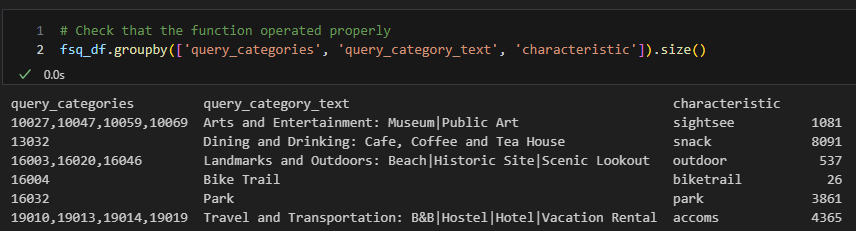 1 # Check that the function operated properly
2 fsq_df.groupby(['query_categories', 'query_category_text', 'characteristic']).size()
✓ 0.0s
query_categories query_category_text characteristic
10027,10047,10059,10069 Arts and Entertainment: Museum|Public Art sightsee 1081
13032 Dining and Drinking: Cafe, Coffee and Tea House snack 8091
16003,16020,16046 Landmarks and Outdoors: Beach|Historic Site|Scenic Lookout outdoor 537
16004 Bike Trail biketrail 26
16032 Park park 3861
19010,19013,19014,19019 Travel and Transportation: B&B|Hostel|Hotel|Vacation Rental accoms 4365